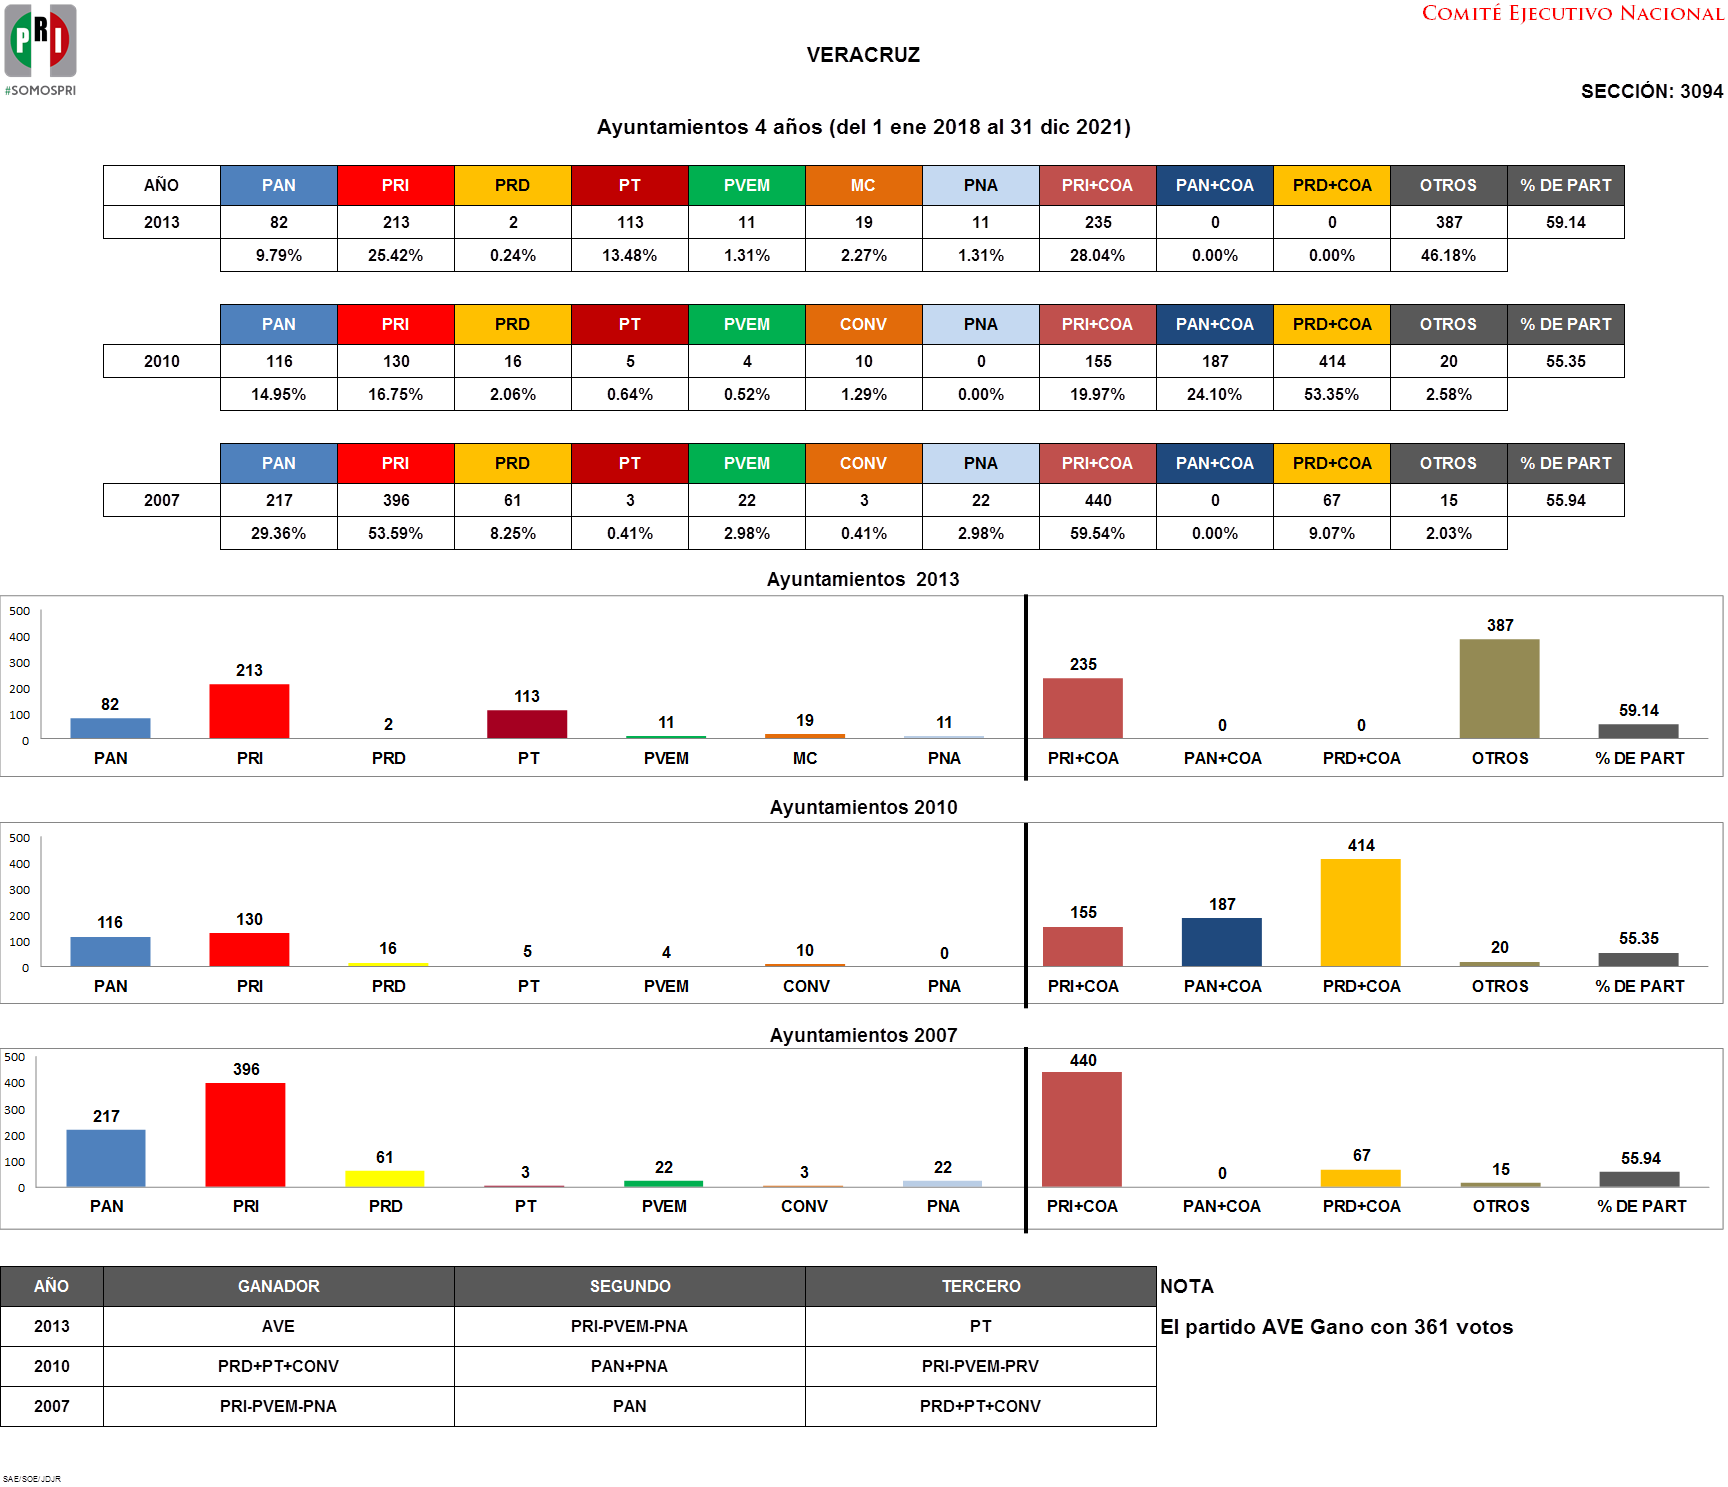 PRI
#SOMOSPRI
COMITÉ EJECUTIVO NACIONAL
VERACRUZ
SECCIÓN: 3094
Ayuntamientos 4 años (del 1 ene 2018 al 31 dic 2021)
AÑO PAN PRI PRD PT PVEM MC PNA PRI+COA PAN+COA PRD+COA OTROS % DE PART
2013 82 213 2 113 11 19 11 235 0 0 387 59.14
9.79% 25.42% 0.24% 13.48% 1.31% 2.27% 1.31% 28.04% 0.00% 0.00% 46.18%
PAN PRI PRD PT PVEM CONV PNA PRI+COA PAN+COA PRD+COA OTROS % DE PART
2010 116 130 16 5 4 10 0 155 187 414 20 55.35
14.95% 16.75% 2.06% 0.64% 0.52% 1.29% 0.00% 19.97% 24.10% 53.35% 2.58%
PAN PRI PRD PT PVEM CONV PNA PRI+COA PAN+COA PRD+COA OTROS % DE PART
2007 217 396 61 3 22 3 22 440 0 67 15 55.94
29.36% 53.59% 8.25% 0.41% 2.98% 0.41% 2.98% 59.54% 0.00% 9.07% 2.03%
Ayuntamientos 2013
500
400
300
200
100
0
82 213 2 113 11 19 11 235 0 0 387 59.14
PAN PRI PRD PT PVEM MC PNA PRI+COA PAN+COA PRD+COA OTROS % DE PART
Ayuntamientos 2010
500
400
300
200
100
0
116 130 16 5 4 10 0 155 187 414 20 55.35
PAN PRI PRD PT PVEM CONV PNA PRI+COA PAN+COA PRD+COA OTROS % DE PART
Ayuntamientos 2007
500
400
300
200
100
0
217 396 61 3 22 3 22 440 0 67 15 55.94
PAN PRI PRD PT PVEM CONV PNA PRI+COA PAN+COA PRD+COA OTROS % DE PART
AÑO GANADOR SEGUNDO TERCERO NOTA
2013 AVE PRI-PVEM-PNA PT El partido AVE Gano con 361 votos
2010 PRD+PT+CONV PAN+PNA PRI-PVEM-PRV
2007 PRI-PVEM-PNA PAN PRD+PT+CONV
SAE/SOE/JDJR